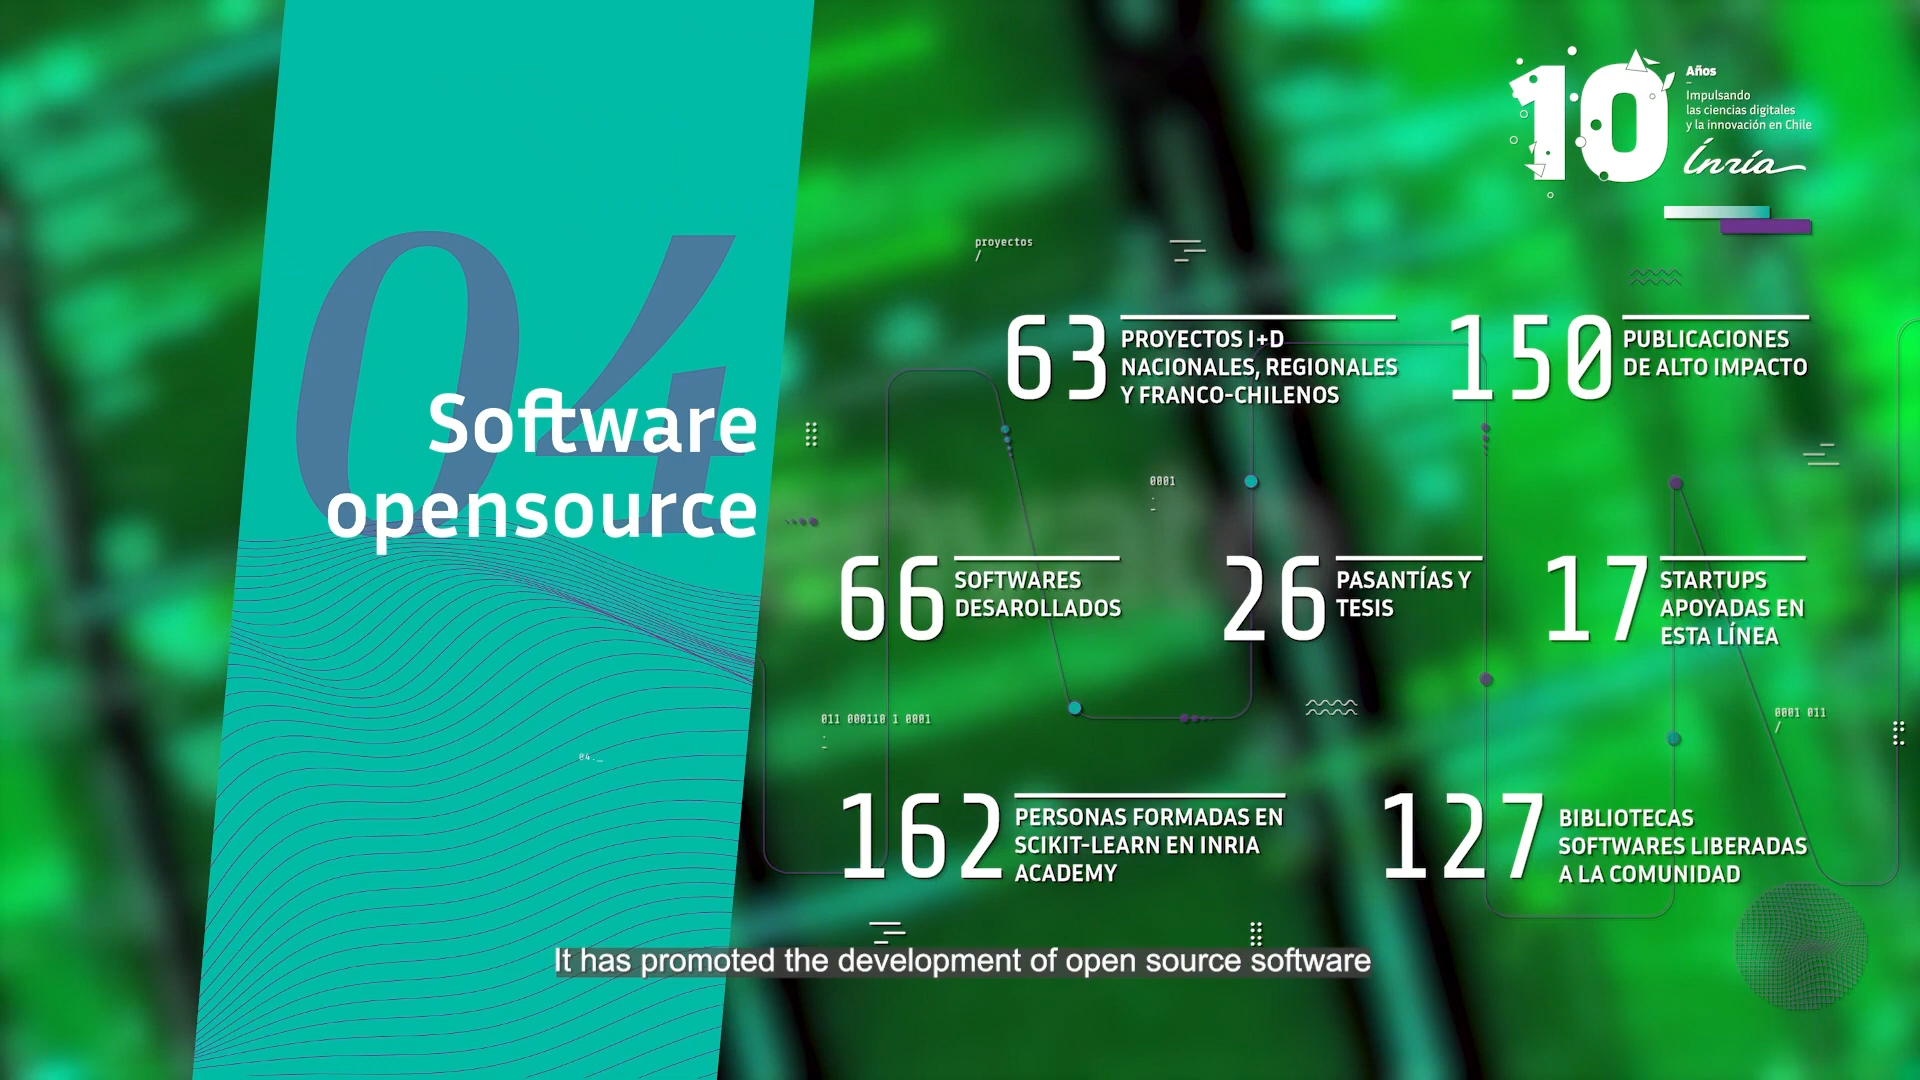 10
Años
Impulsando
las ciencias digitales
y la innovación en Chile
Inria
04
Software
opensource
04._
proyectos
/
63
PROYECTOS I+D
NACIONALES, REGIONALES
Y FRANCO-CHILENOS
150
PUBLICACIONES
DE ALTO IMPACTO
0001
66
SOFTWARES
DESAROLLADOS
26
PASANTÍAS Y
TESIS
17
STARTUPS
APOYADAS EN
ESTA LÍNEA
011 000110 1 0001
0001 011
/
162
PERSONAS FORMADAS EN
SCIKIT-LEARN EN INRIA
ACADEMY
127
BIBLIOTECAS
SOFTWARES LIBERADAS
A LA COMUNIDAD
It has promoted the development of open source software